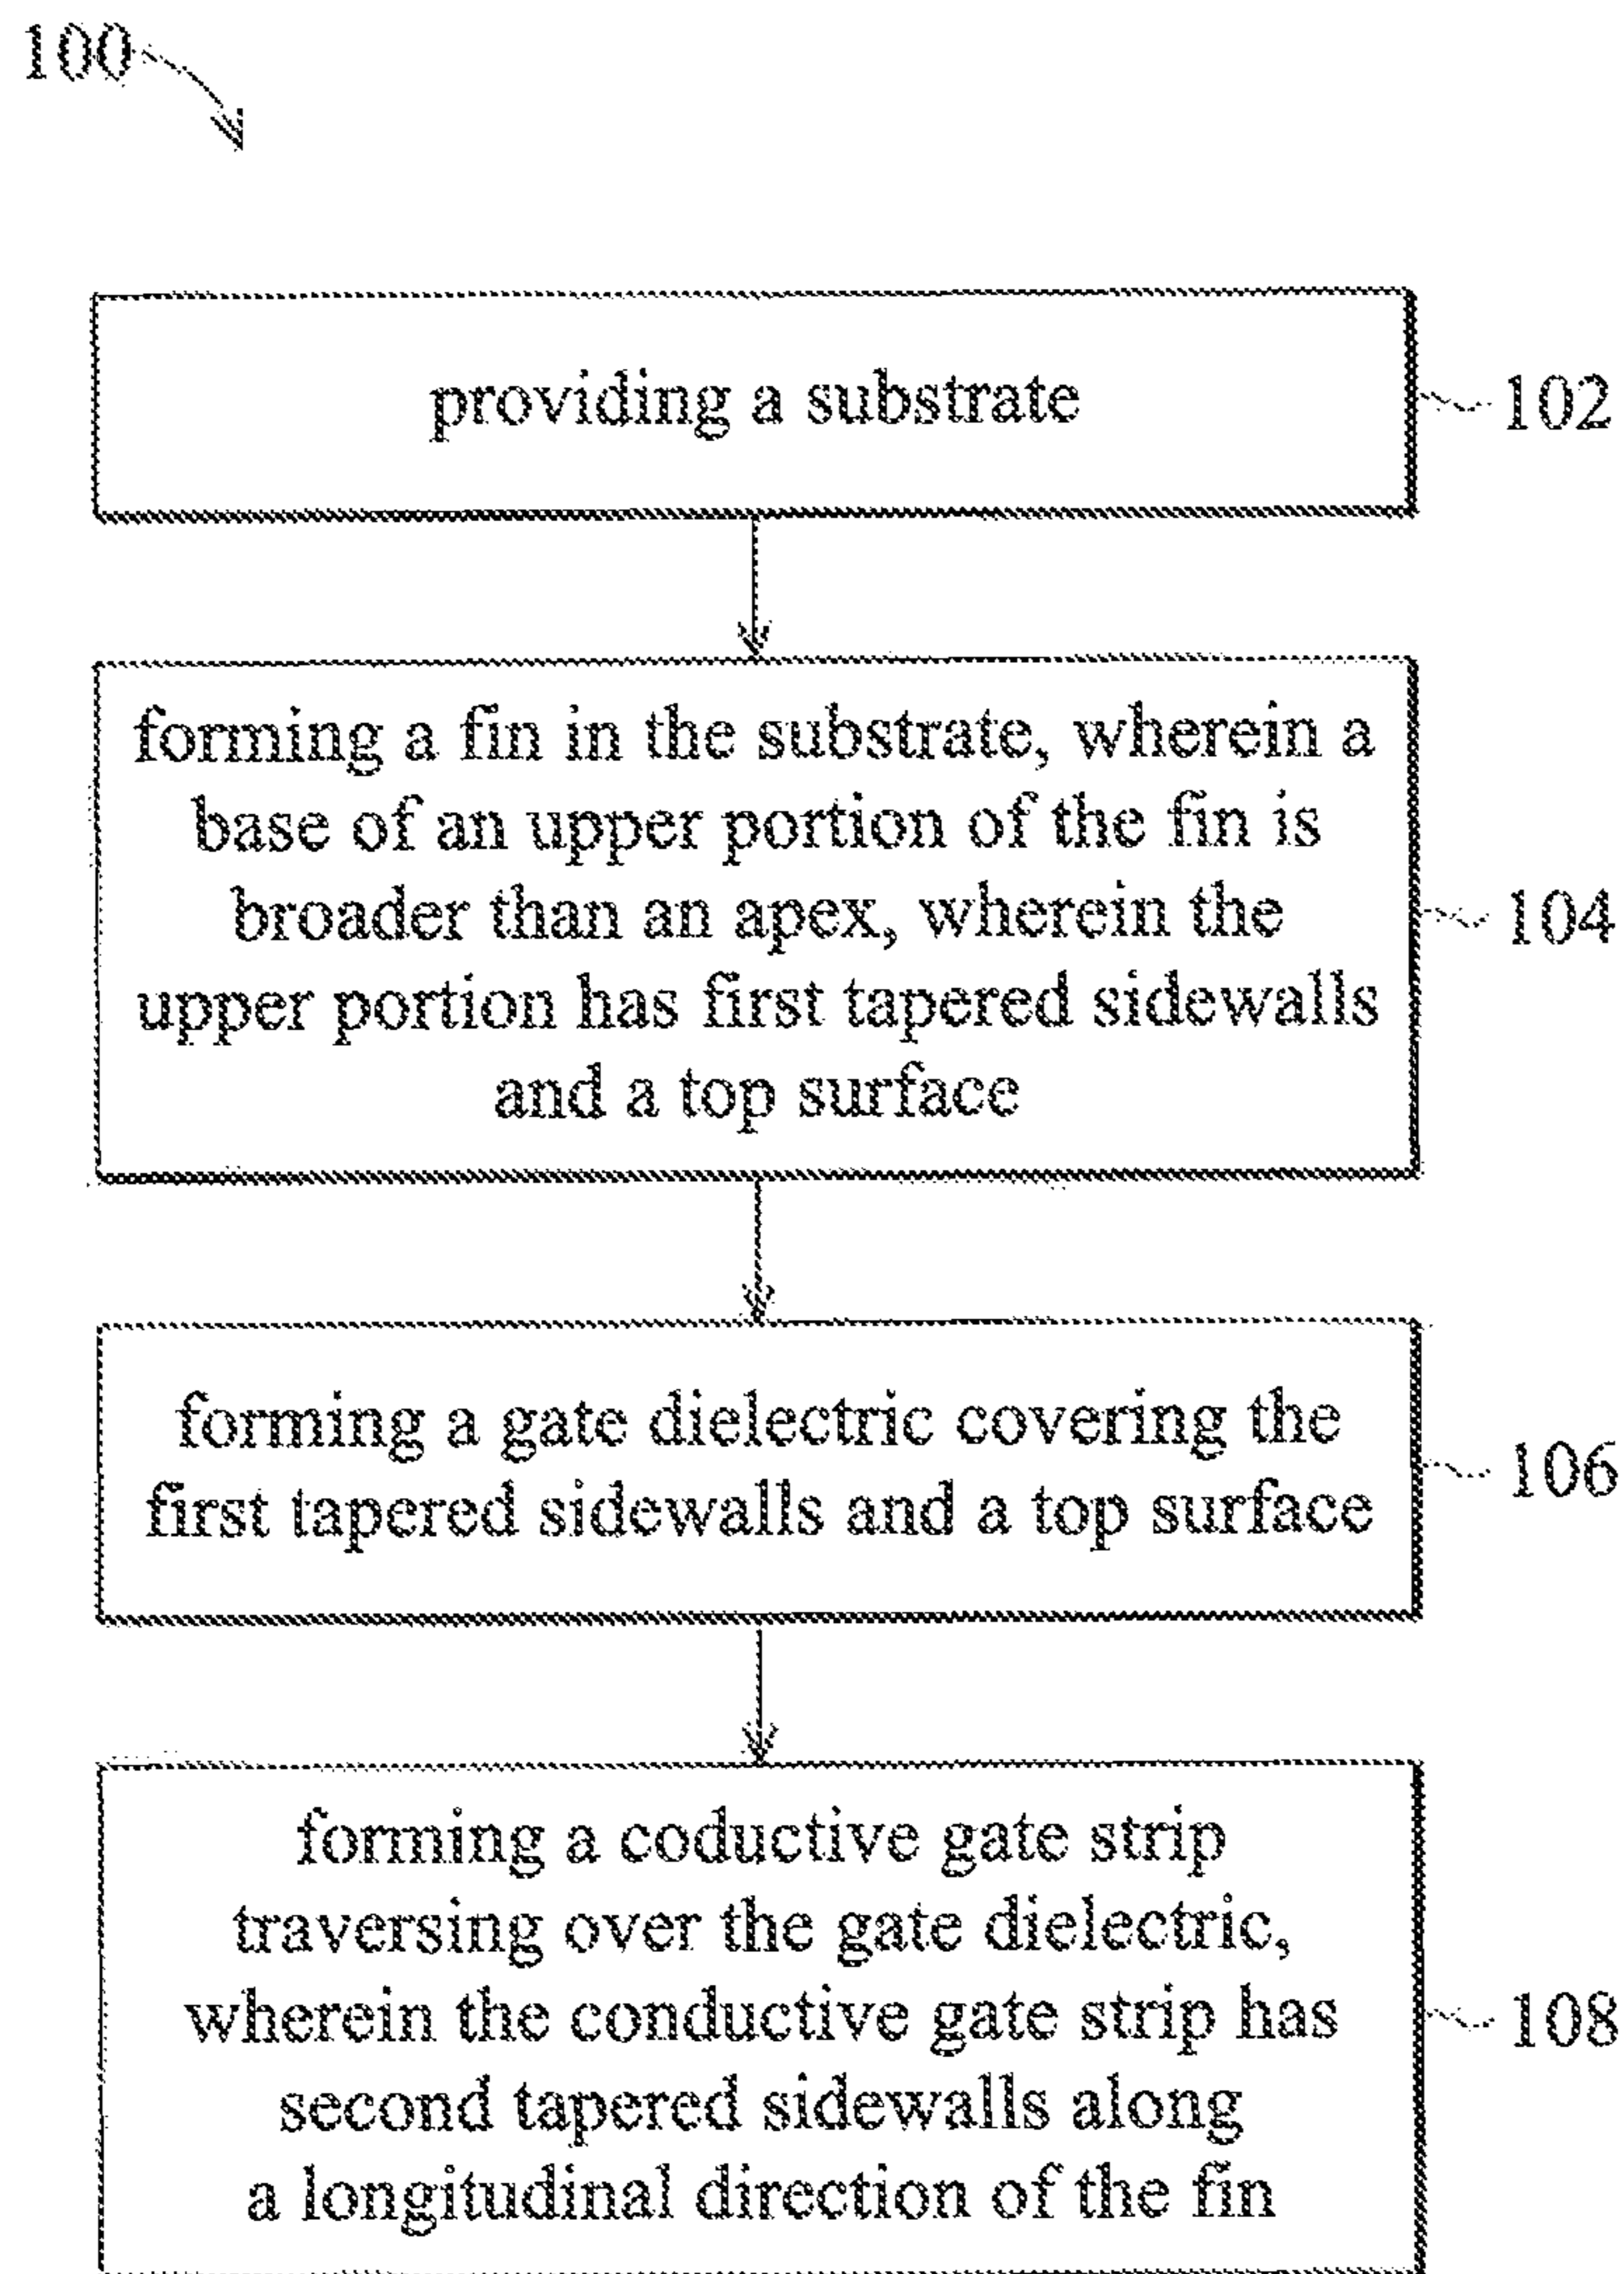 100
providing a substrate
102
forming a fin in the substrate, wherein a
base of an upper portion of the fin is
broader than an apex, wherein the
upper portion has first tapered sidewalls
and a top surface
104
forming a gate dielectric covering the
first tapered sidewalls and a top surface
106
forming a coductive gate strip
traversing over the gate dielectric,
wherein the conductive gate strip has
second tapered sidewalls along
a longitudinal direction of the fin
108